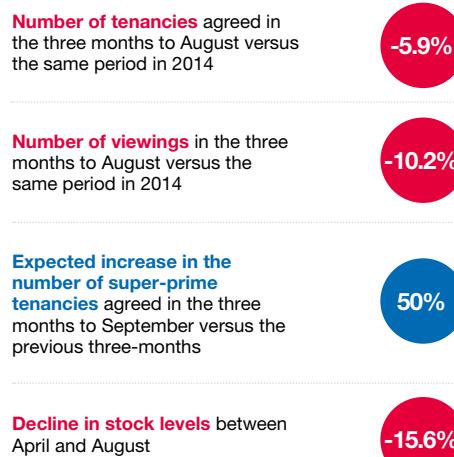 Number of tenancies agreed in
the three months to August versus
the same period in 2014
-5.9%
Number of viewings in the three
months to August versus the
same period in 2014
-10.2%
Expected increase in the
number of super-prime
tenancies agreed in the three
months to September versus the
previous three-months
50%
Decline in stock levels between
April and August
-15.6%